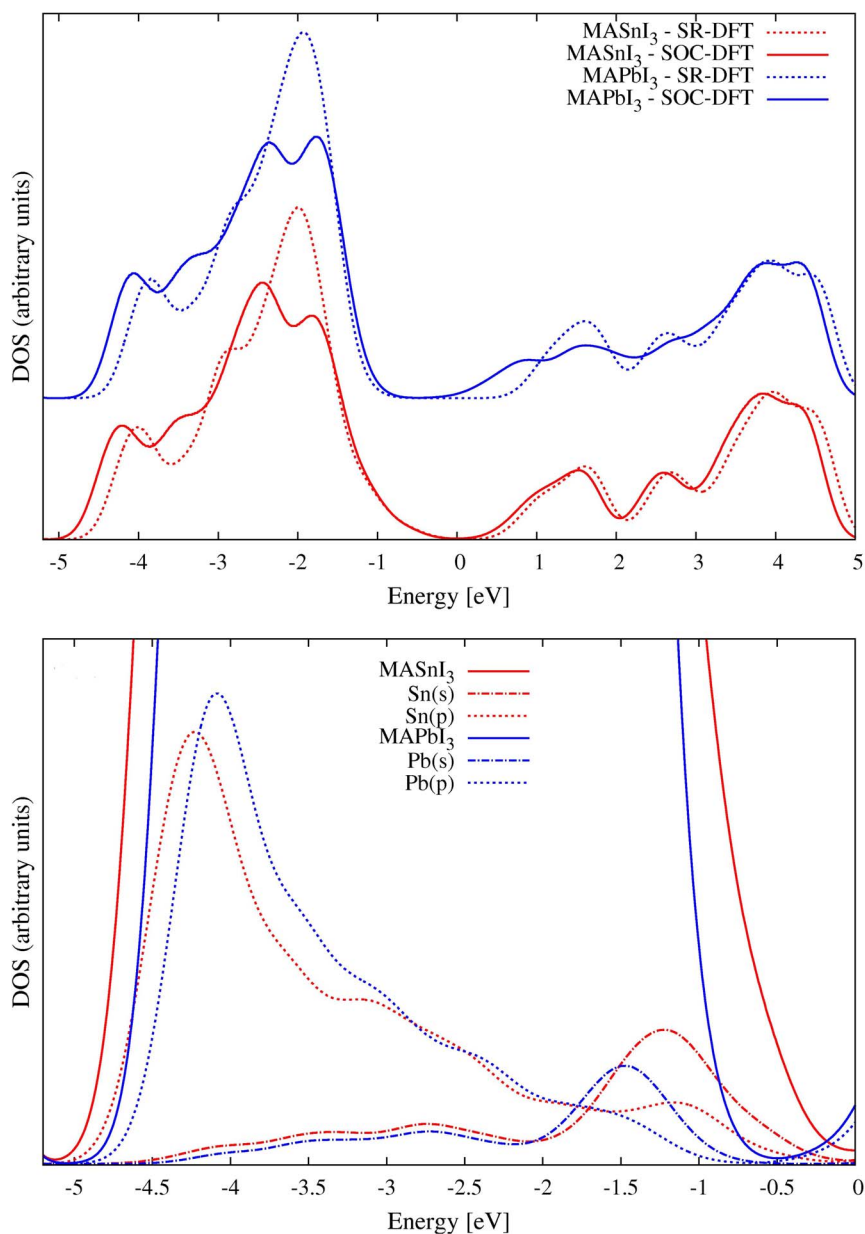 MASnI3 - SR-DFT
MASnI3 - SOC-DFT
MAPbI3 - SR-DFT
MAPbI3 - SOC-DFT
DOS (arbitrary units)
-5 -4 -3 -2 -1 0 1 2 3 4 5
Energy [eV]
MASnI3
Sn(s)
Sn(p)
MAPbI3
Pb(s)
Pb(p)
DOS (arbitrary units)
-5 -4.5 -4 -3.5 -3 -2.5 -2 -1.5 -1 -0.5 0
Energy [eV]